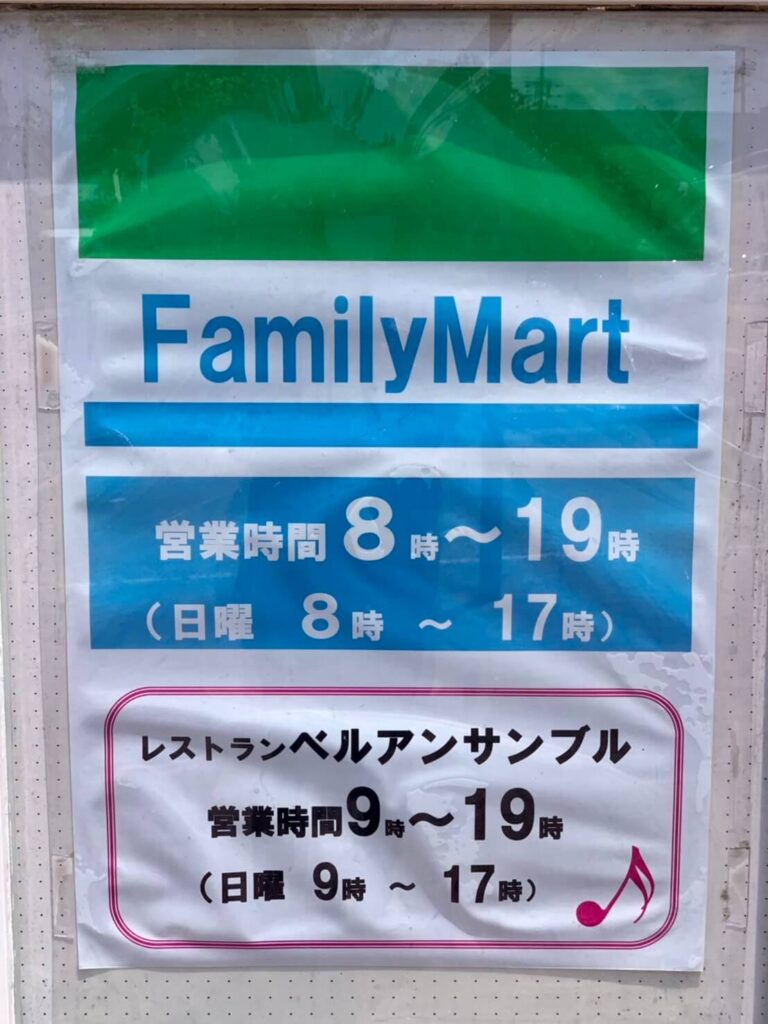 FamilyMart
営業時間 8時～19時
（日曜 8時 ～ 17時）
レストランベルアンサンブル
営業時間9時～19時
（日曜 9時 ～ 17時）